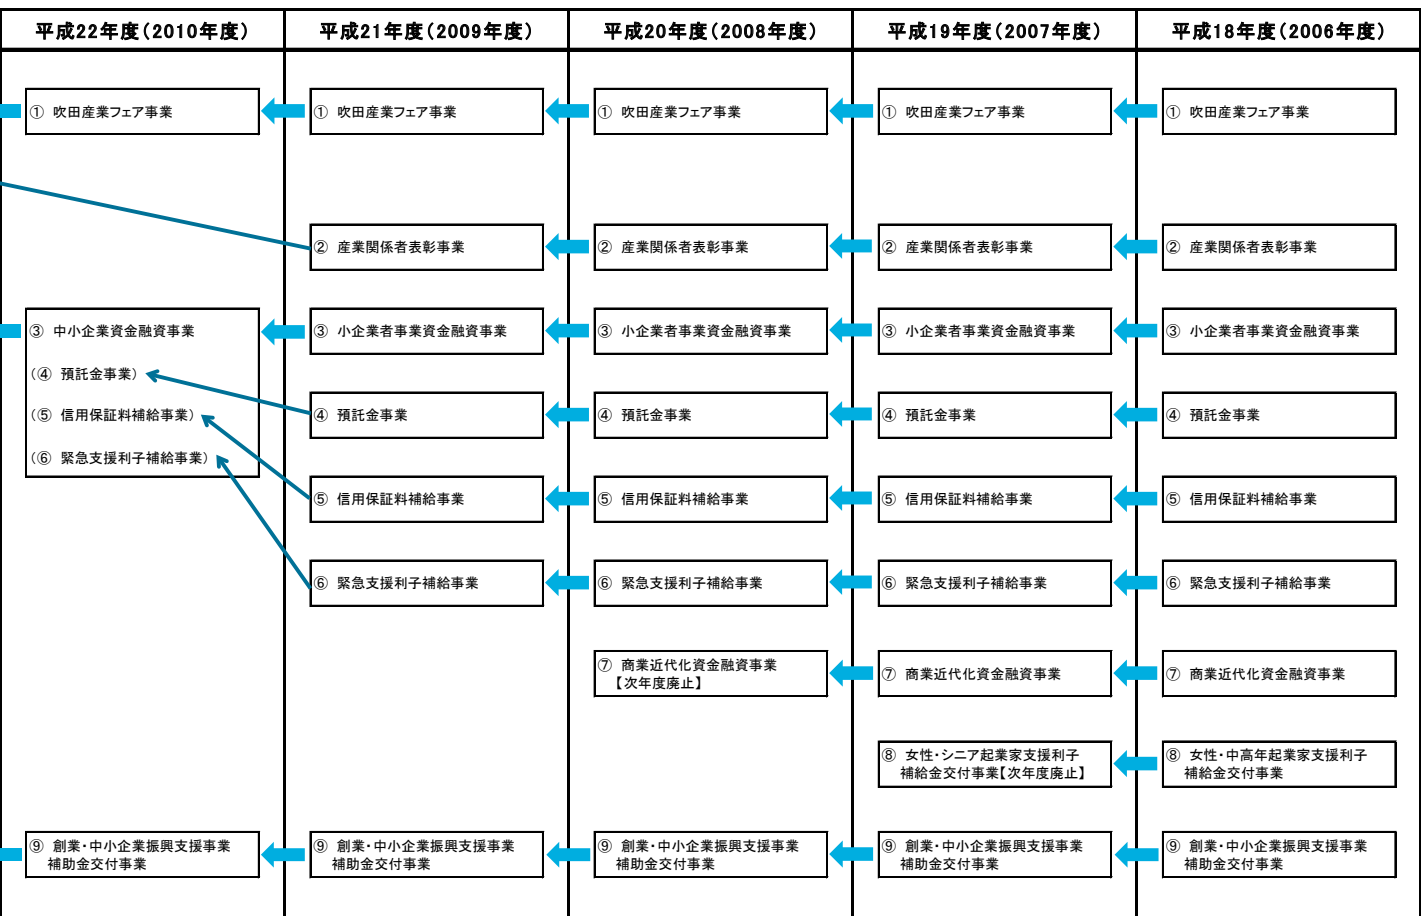 平成22年度(2010年度)
平成21年度(2009年度)
平成20年度(2008年度)
平成19年度(2007年度)
平成18年度(2006年度)
① 吹田産業フェア事業
① 吹田産業フェア事業
① 吹田産業フェア事業
① 吹田産業フェア事業
① 吹田産業フェア事業
② 産業関係者表彰事業
② 産業関係者表彰事業
② 産業関係者表彰事業
② 産業関係者表彰事業
③ 中小企業資金融資事業
(④ 預託金事業)
(⑤ 信用保証料補給事業)
(⑥ 緊急支援利子補給事業)
③ 小企業者事業資金融資事業
③ 小企業者事業資金融資事業
③ 小企業者事業資金融資事業
③ 小企業者事業資金融資事業
④ 預託金事業
④ 預託金事業
④ 預託金事業
④ 預託金事業
⑤ 信用保証料補給事業
⑤ 信用保証料補給事業
⑤ 信用保証料補給事業
⑤ 信用保証料補給事業
⑥ 緊急支援利子補給事業
⑥ 緊急支援利子補給事業
⑥ 緊急支援利子補給事業
⑥ 緊急支援利子補給事業
⑦ 商業近代化資金融資事業
【次年度廃止】
⑦ 商業近代化資金融資事業
⑦ 商業近代化資金融資事業
⑧ 女性・シニア起業家支援利子
補給金交付事業【次年度廃止】
⑧ 女性・中高年起業家支援利子
補給金交付事業
⑨ 創業・中小企業振興支援事業
補助金交付事業
⑨ 創業・中小企業振興支援事業
補助金交付事業
⑨ 創業・中小企業振興支援事業
補助金交付事業
⑨ 創業・中小企業振興支援事業
補助金交付事業
⑨ 創業・中小企業振興支援事業
補助金交付事業